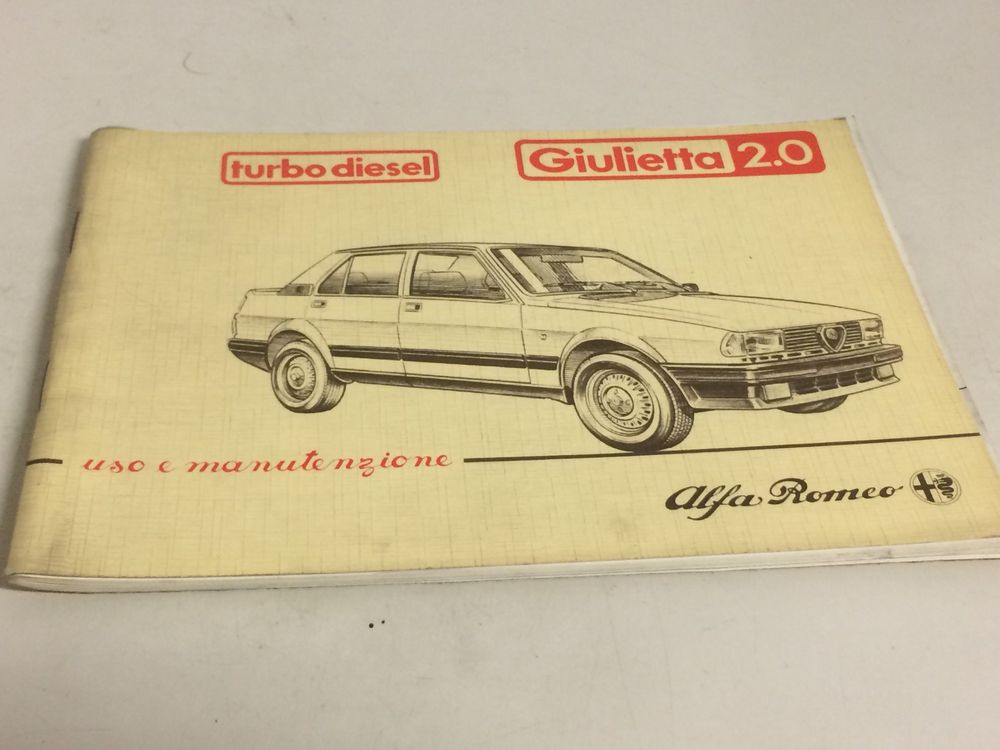 turbo diesel
Giulietta 2.0
uso e manutenzione
Alfa Romeo